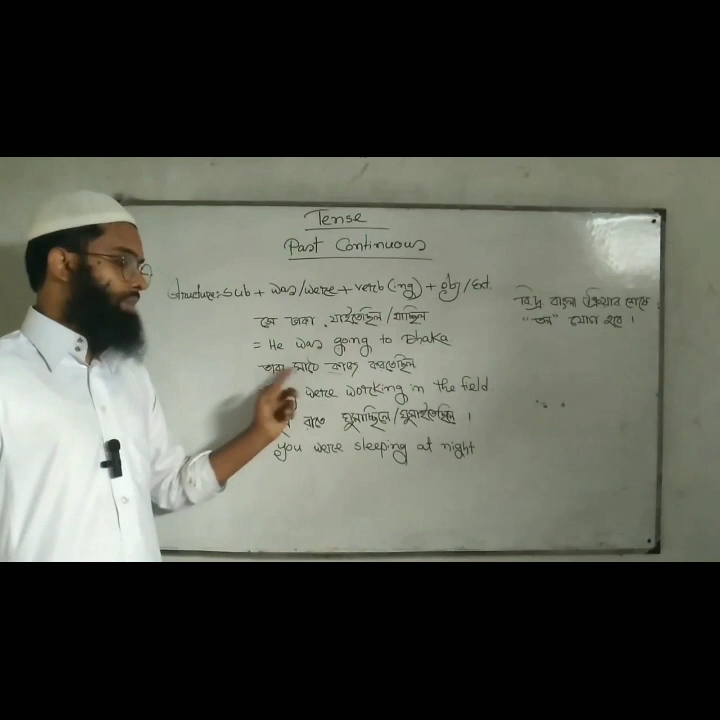 Tense
Past Continuous
Structure:- Sub + was/were + verb(ing) + obj/Ext.
সে ঢাকা যাইতেছিল/যাচ্ছিল
= He was going to Dhaka
তারা মাঠে কাজ করতেছিল
were working in the field
রাতে ঘুমাচ্ছিলে/ঘুমাইতেছিলে।
you were sleeping at night
বি.দ্র বাংলা ক্রিয়ার শেষে
যোগ হবে।